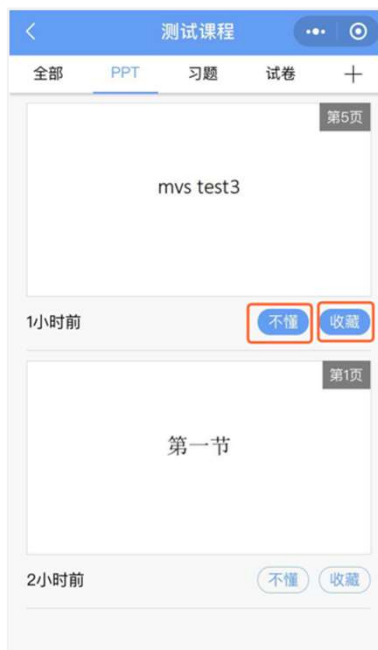 测试课程
全部 PPT 习题 试卷
第5页
mvs test3
1小时前 不懂 收藏
第1页
第一节
2小时前 不懂 收藏